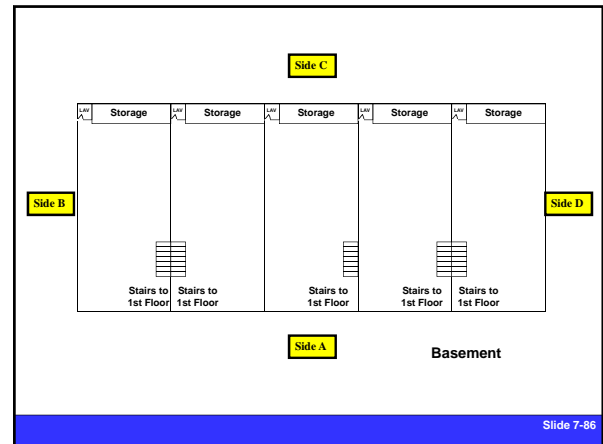 Side C
LAV Storage LAV Storage LAV Storage LAV Storage LAV Storage
Side B
Side D
Stairs to Stairs to Stairs to Stairs to Stairs to
1st Floor 1st Floor 1st Floor 1st Floor 1st Floor
Side A
Basement
Slide 7-86